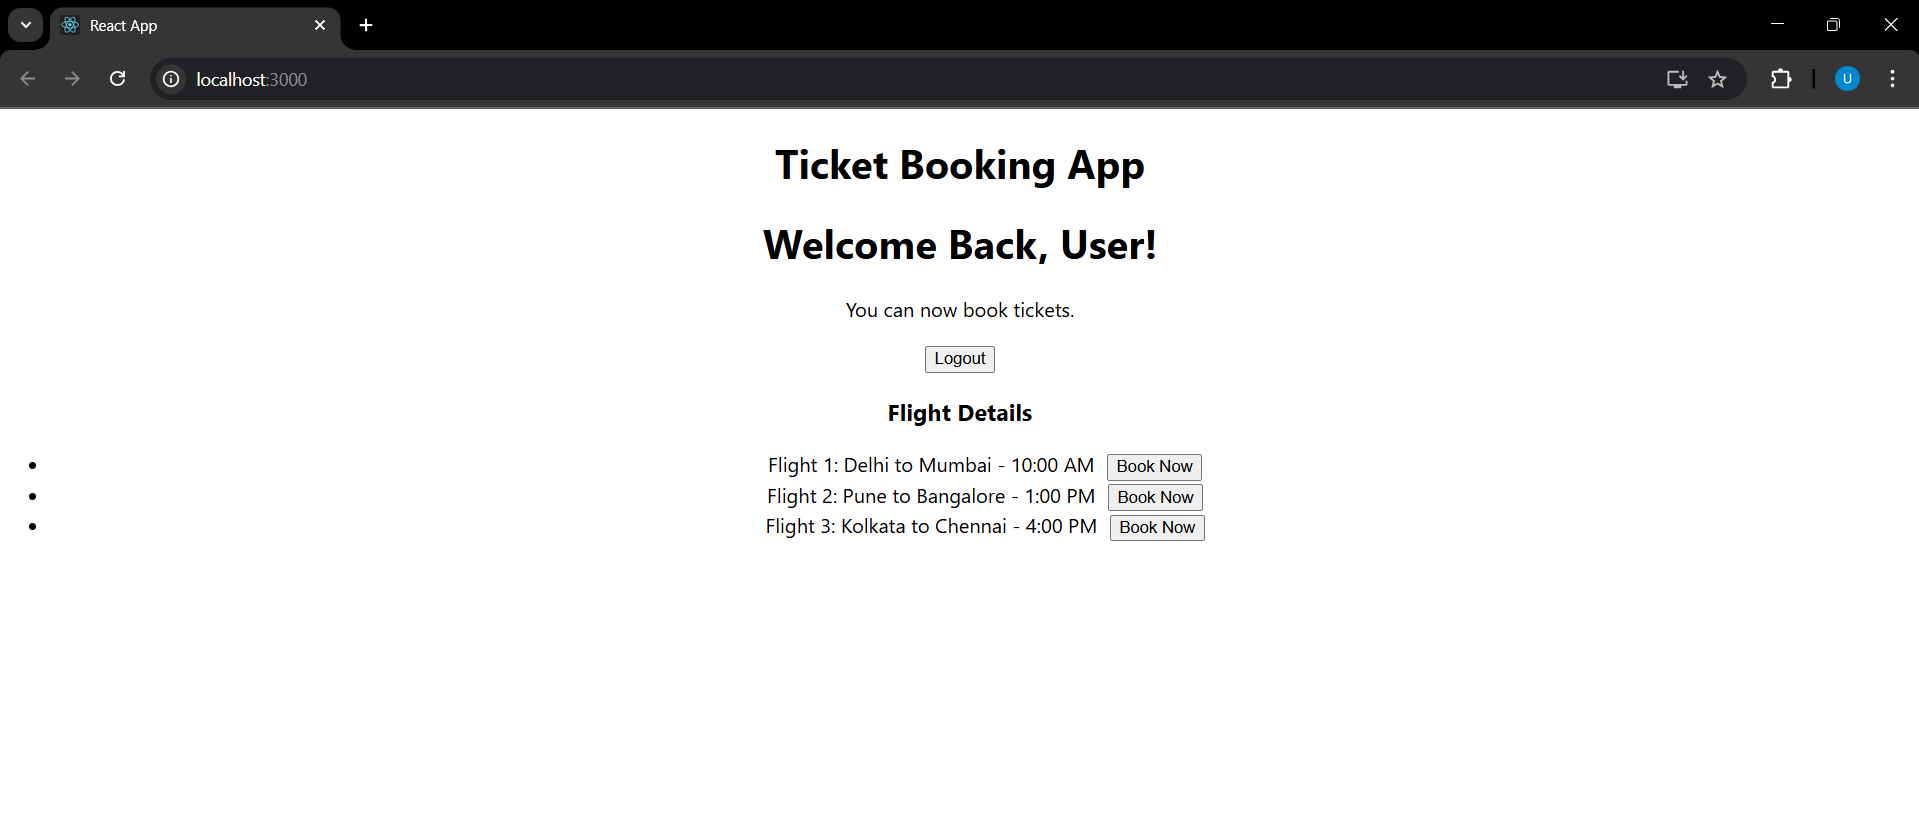 React App
localhost:3000
U
Ticket Booking App
Welcome Back, User!
You can now book tickets.
Logout
Flight Details
Flight 1: Delhi to Mumbai - 10:00 AM Book Now
Flight 2: Pune to Bangalore - 1:00 PM Book Now
Flight 3: Kolkata to Chennai - 4:00 PM Book Now